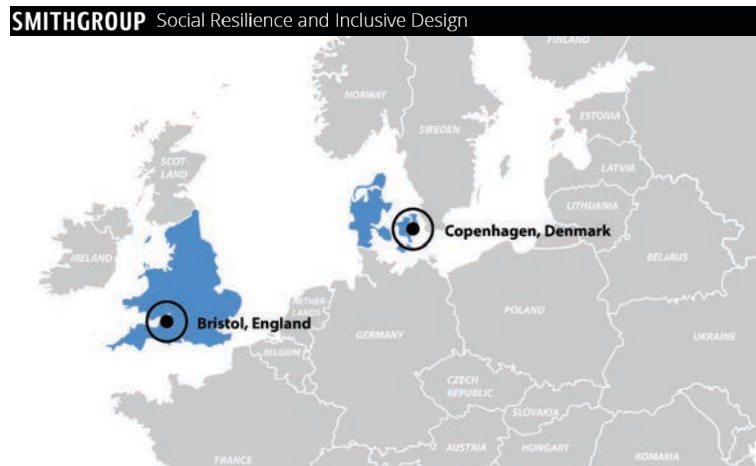 SMITHGROUP Social Resilience and Inclusive Design
FINLAND
NORWAY
SWEDEN
ESTONIA
SCOT-
LAND
LATVIA
LITHUANIA
Copenhagen, Denmark
IRELAND
BELARUS
NETHER-
LANDS
POLAND
Bristol, England
GERMANY
UKRAINE
BELGIUM
CZECH
REPUBLIC
SLOVAKIA
AUSTRIA
HUNGARY
ROMANIA
FRANCE